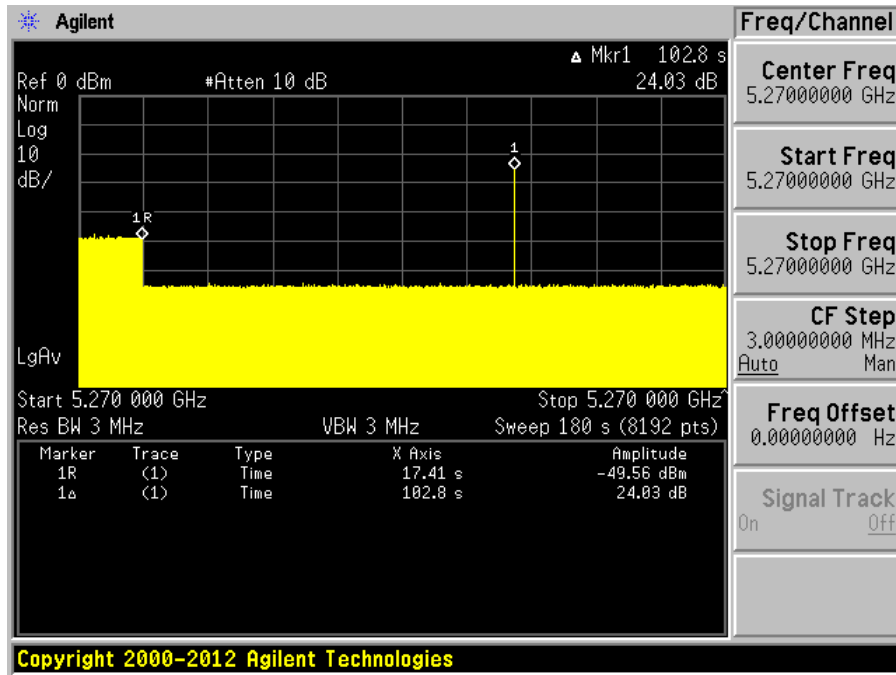 Agilent
Freq/Channel
Δ Mkr1 102.8 s
Ref 0 dBm #Atten 10 dB 24.03 dB
Norm
Log
10
dB/
1
1R
LgAv
Start 5.270 000 GHz Stop 5.270 000 GHz^
Res BW 3 MHz VBW 3 MHz Sweep 180 s (8192 pts)
Marker Trace Type X Axis Amplitude
1R (1) Time 17.41 s -49.56 dBm
1Δ (1) Time 102.8 s 24.03 dB
Center Freq
5.27000000 GHz
Start Freq
5.27000000 GHz
Stop Freq
5.27000000 GHz
CF Step
3.00000000 MHz
Auto Man
Freq Offset
0.00000000 Hz
Signal Track
On Off
Copyright 2000-2012 Agilent Technologies